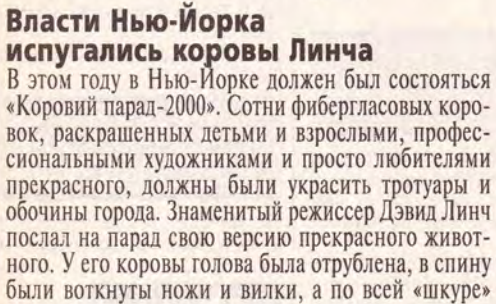 Власти Нью-Йорка
испугались коровы Линча
В этом году в Нью-Йорке должен был состояться
«Коровий парад-2000». Сотни фибергласовых коро-
вок, раскрашенных детьми и взрослыми, профес-
сиональными художниками и просто любителями
прекрасного, должны были украсить тротуары и
обочины города. Знаменитый режиссер Дэвид Линч
послал на парад свою версию прекрасного живот-
ного. У его коровы голова была отрублена, в спину
были воткнуты ножи и вилки, а по всей «шкуре»